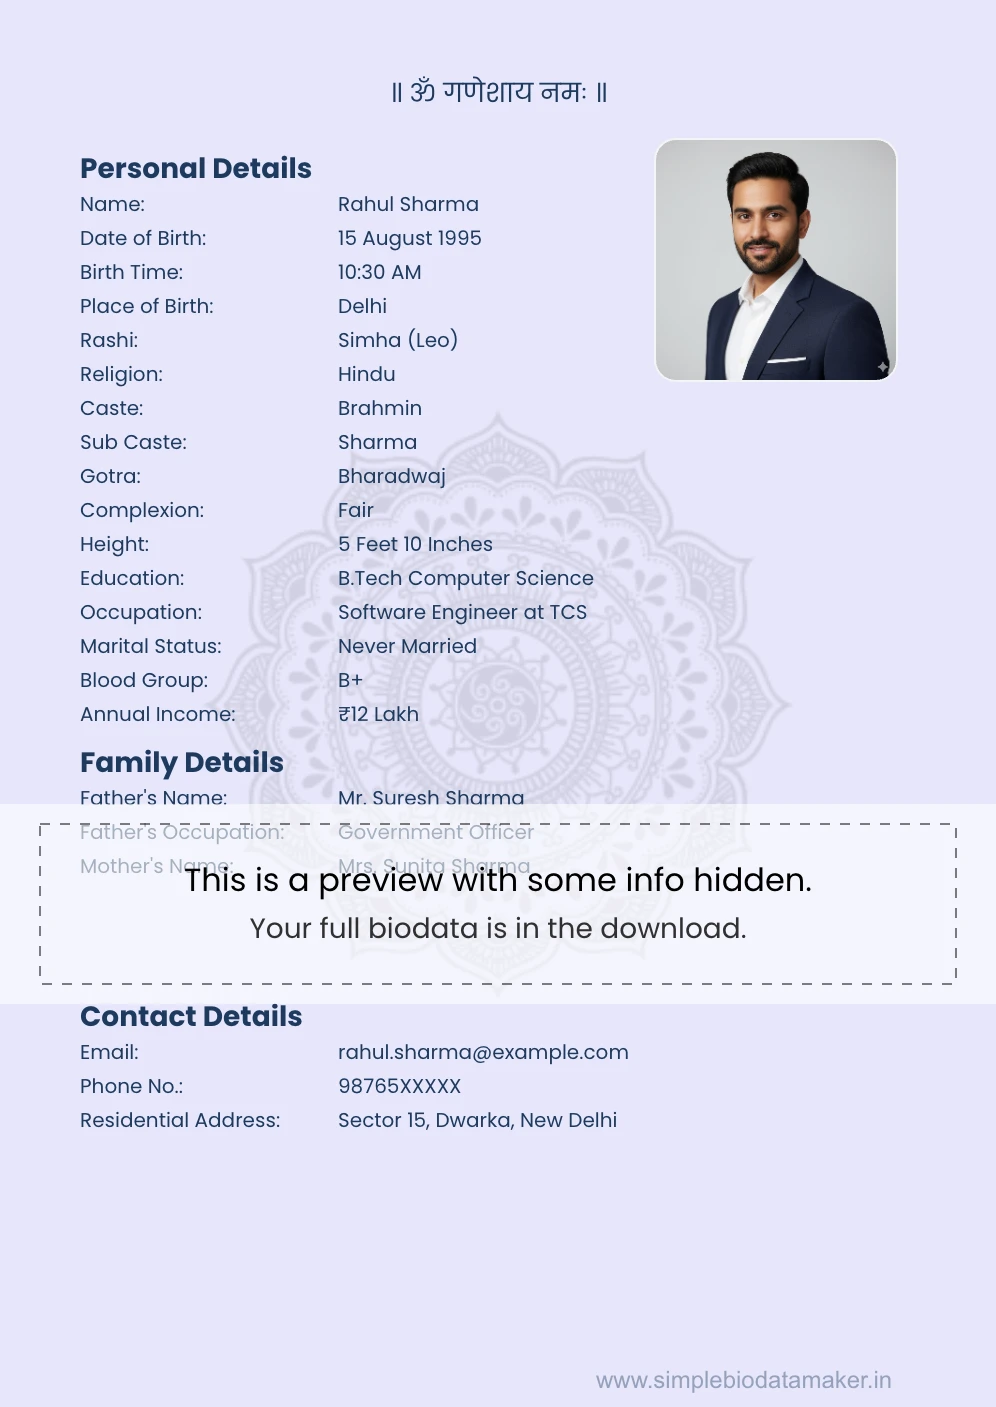 ॥ ॐ गणेशाय नमः ॥
Personal Details
Name: Rahul Sharma
Date of Birth: 15 August 1995
Birth Time: 10:30 AM
Place of Birth: Delhi
Rashi: Simha (Leo)
Religion: Hindu
Caste: Brahmin
Sub Caste: Sharma
Gotra: Bharadwaj
Complexion: Fair
Height: 5 Feet 10 Inches
Education: B.Tech Computer Science
Occupation: Software Engineer at TCS
Marital Status: Never Married
Blood Group: B+
Annual Income: ₹12 Lakh
Family Details
Father's Name: Mr. Suresh Sharma
Father's Occupation: Government Officer
Mother's Name: Mrs. Sunita Sharma
This is a preview with some info hidden.
Your full biodata is in the download.
Contact Details
Email: rahul.sharma@example.com
Phone No.: 98765XXXXX
Residential Address: Sector 15, Dwarka, New Delhi
www.simplebiodatamaker.in